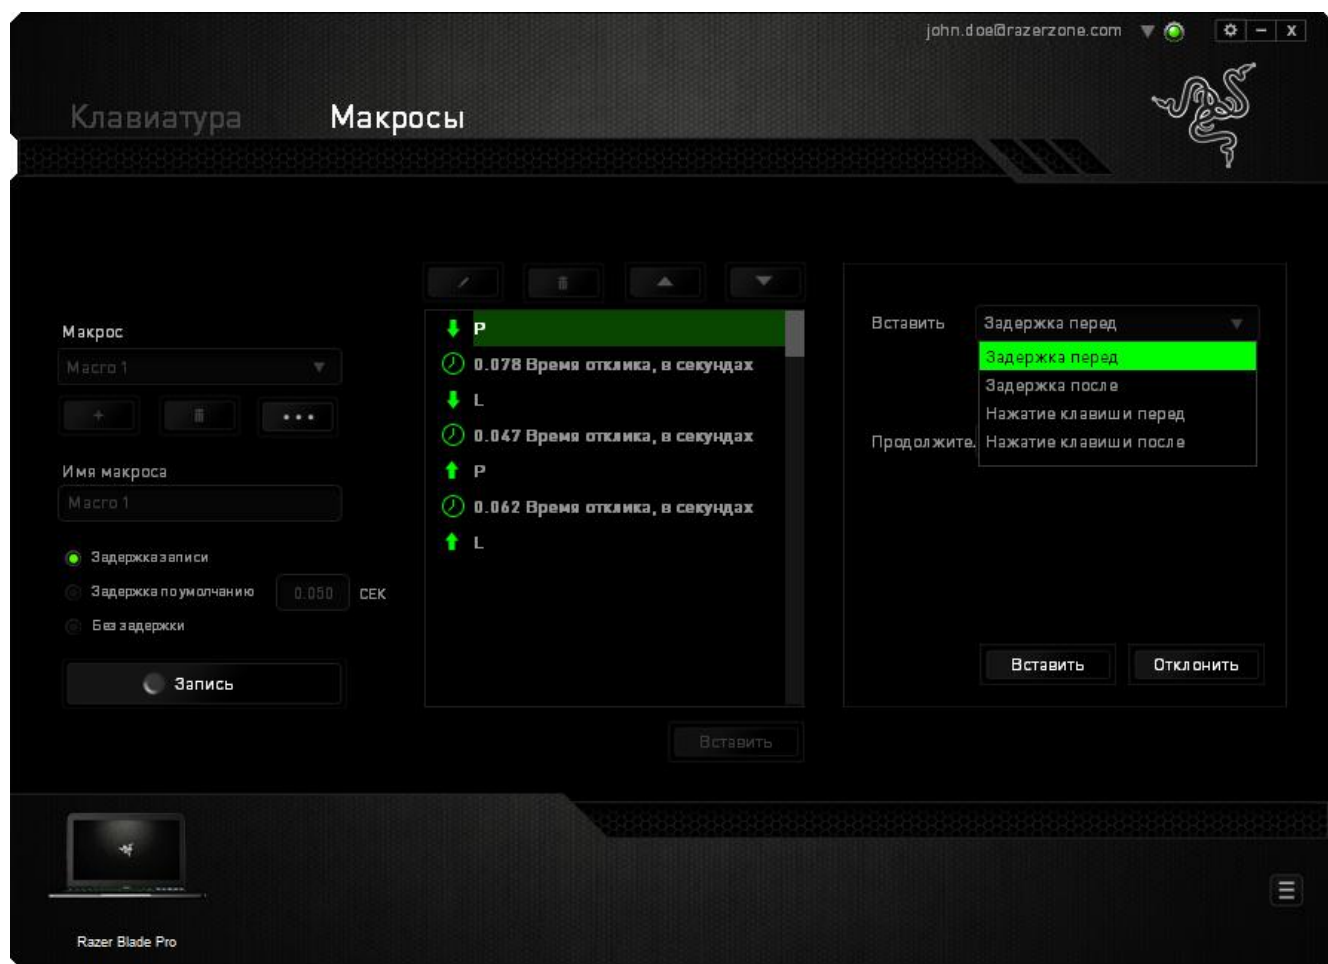 john.doe@razerzone.com
Клавиатура
Макросы
Макрос
Macro 1
Имя макроса
Macro 1
Задержка записи
Задержка по умолчанию 0.050 СЕК
Без задержки
Запись
P
0.078 Время отклика, в секундах
L
0.047 Время отклика, в секундах
P
0.062 Время отклика, в секундах
L
Вставить
Вставить Задержка перед
Задержка перед
Задержка после
Нажатие клавиши перед
Продолжите. Нажатие клавиши после
Вставить Отклонить
Razer Blade Pro